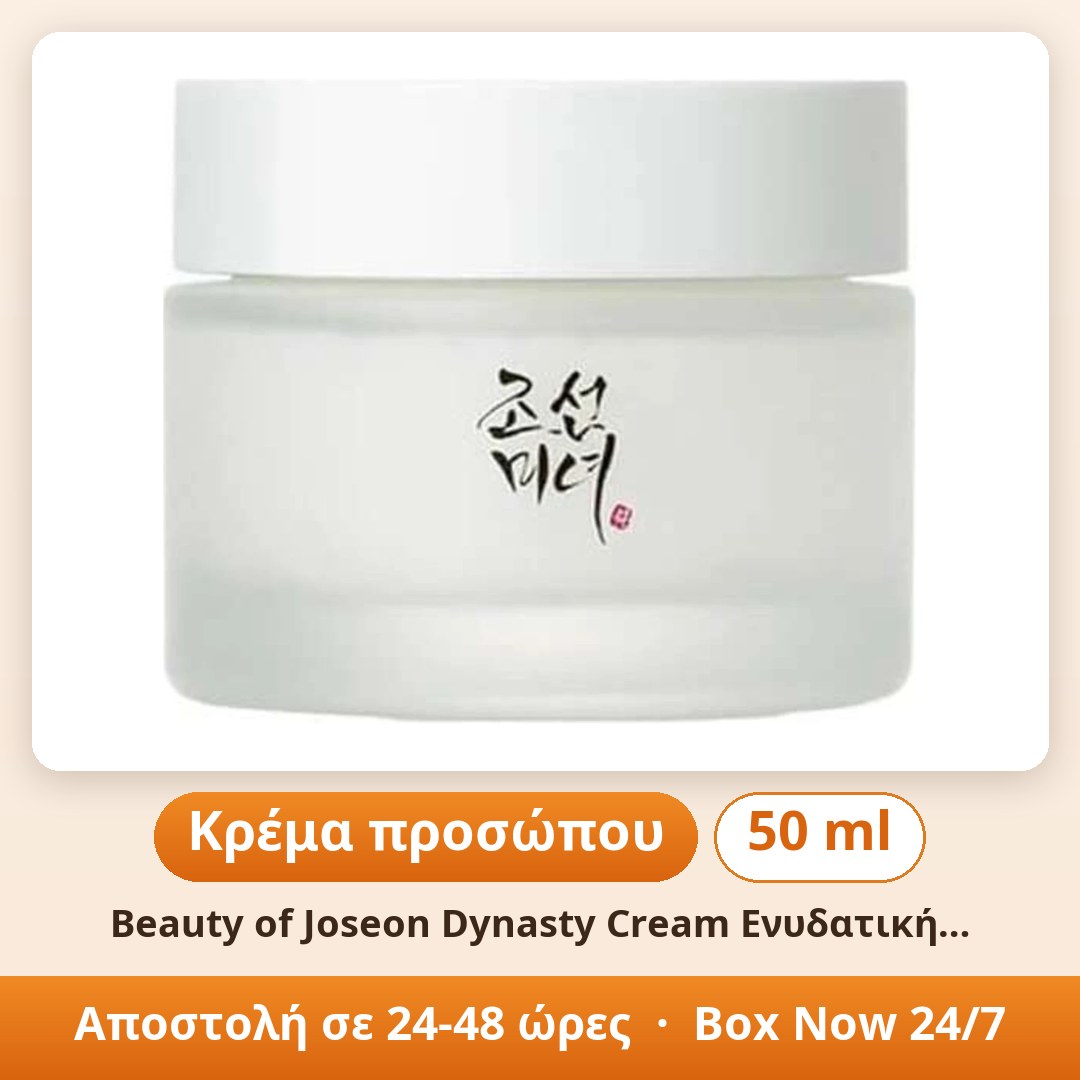 조선
미녀
Κρέμα προσώπου
50 ml
Beauty of Joseon Dynasty Cream Ενυδατική...
Αποστολή σε 24-48 ώρες · Box Now 24/7